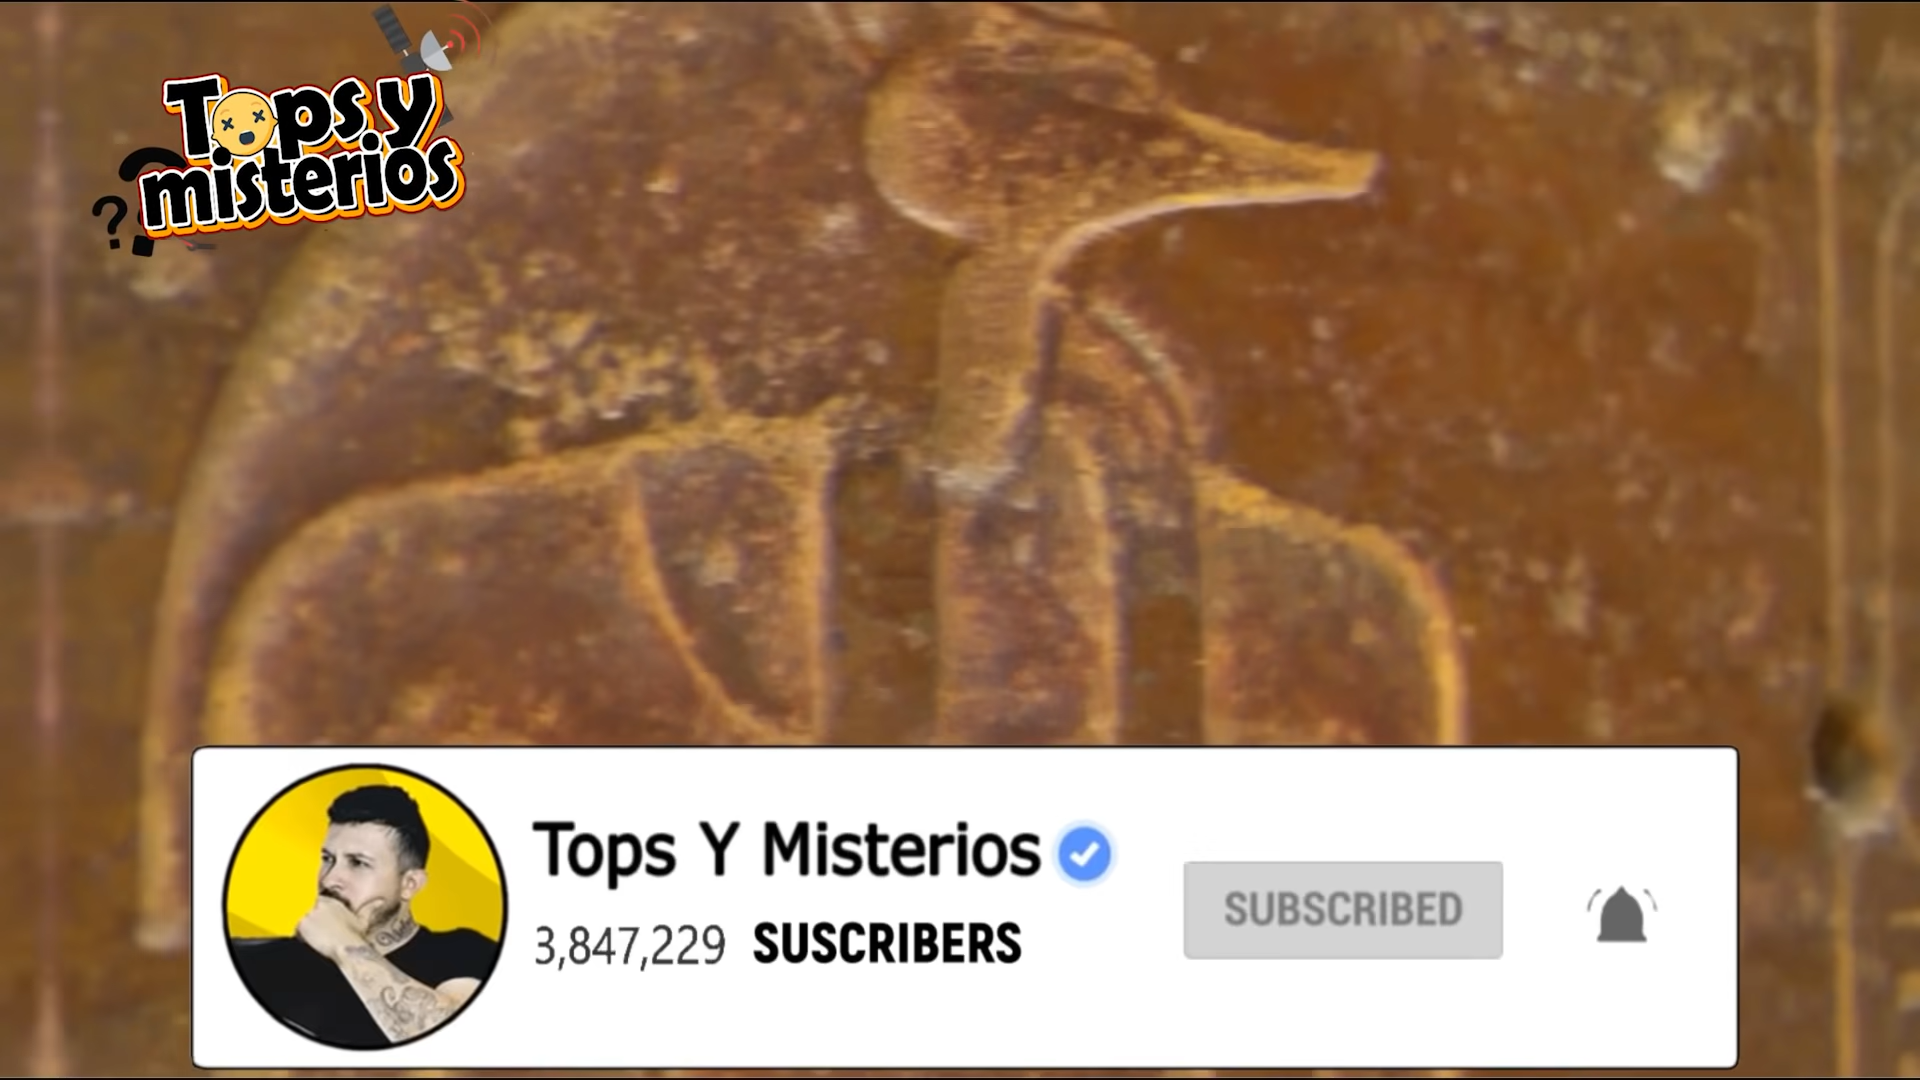 Tops y
misterios
Tops Y Misterios
3,847,229 SUSCRIBERS
SUBSCRIBED